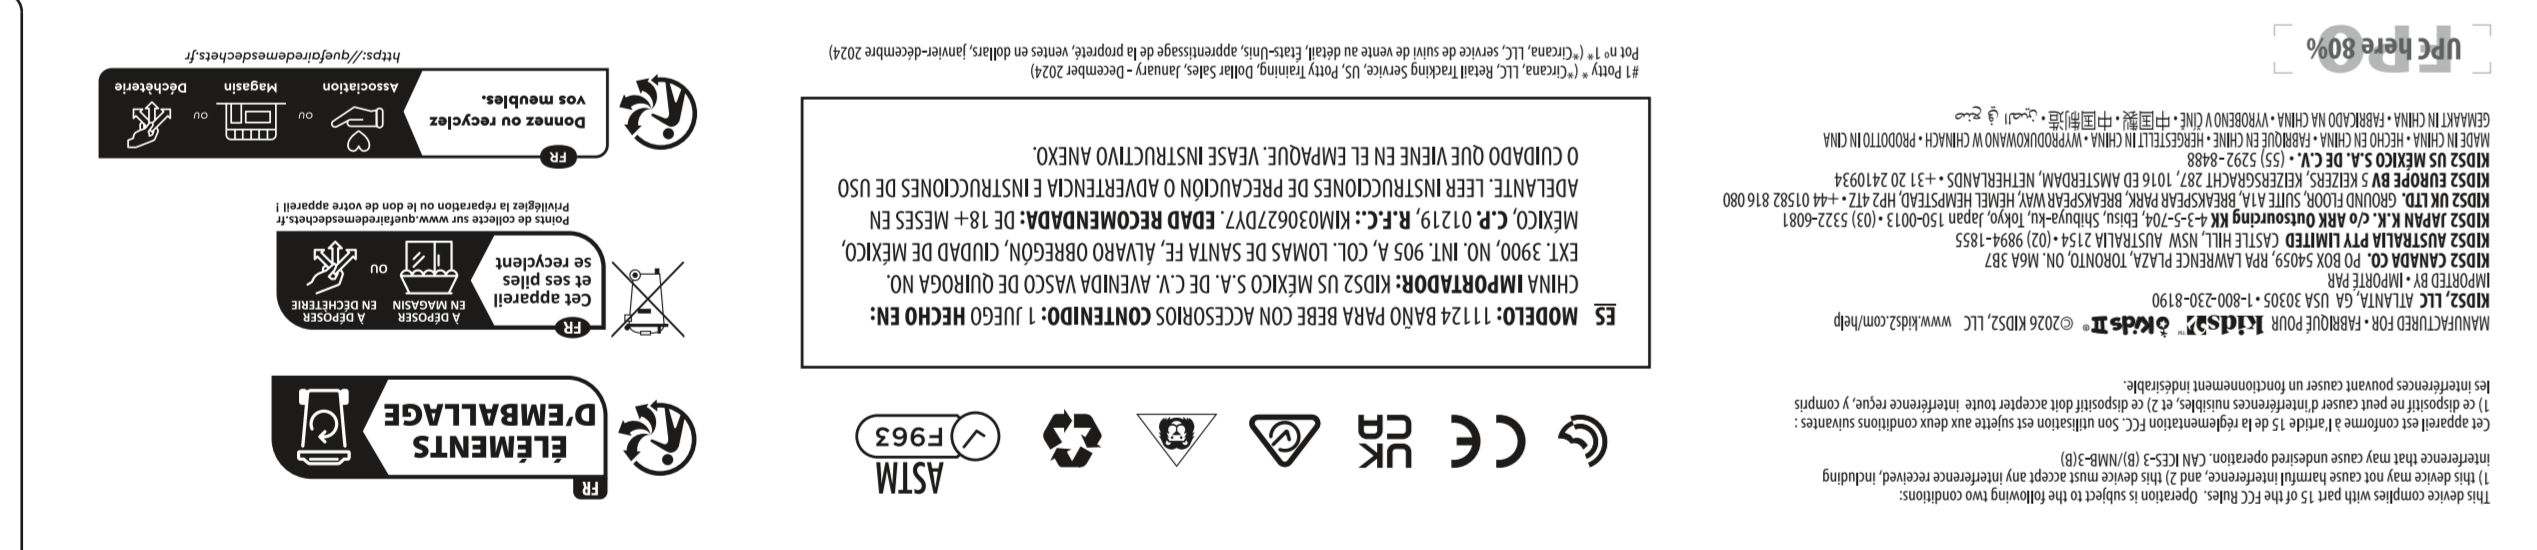 This device complies with part 15 of the FCC Rules. Operation is subject to the following two conditions:
1) this device may not cause harmful interference, and 2) this device must accept any interference received, including
interference that may cause undesired operation. CAN ICES-3 (B)/NMB-3(B)
Cet appareil est conforme à l'article 15 de la réglementation FCC. Son utilisation est sujette aux deux conditions suivantes :
1) ce dispositif ne peut causer d'interférences nuisibles, et 2) ce dispositif doit accepter toute interférence reçue, y compris
les interférences pouvant causer un fonctionnement indésirable.
MANUFACTURED FOR • FABRIQUÉ POUR kids2™ kidsII® ©2026 KIDS2, LLC www.kids2.com/help
KIDS2, LLC ATLANTA, GA USA 30305 • 1-800-230-8190
IMPORTED BY • IMPORTÉ PAR
KIDS2 CANADA CO. PO BOX 54059, RPA LAWRENCE PLAZA, TORONTO, ON. M6A 3B7
KIDS2 AUSTRALIA PTY LIMITED CASTLE HILL, NSW AUSTRALIA 2154 • (02) 9894-1855
KIDS2 JAPAN K.K. c/o ARK Outsourcing KK 4-3-5-704, Ebisu, Shibuya-ku, Tokyo, Japan 150-0013 • (03) 5322-6081
KIDS2 UK LTD. GROUND FLOOR, SUITE A1A, BREAKSPEAR PARK, BREAKSPEAR WAY, HEMEL HEMPSTEAD, HP2 4TZ • +44 01582 816 080
KIDS2 EUROPE BV 5 KEIZERS, KEIZERSGRACHT 287, 1016 ED AMSTERDAM, NETHERLANDS • +31 20 2410934
KIDS2 US MEXICO S.A. DE C.V. • (55) 5292-8488
MADE IN CHINA • HECHO EN CHINA • FABRIQUÉ EN CHINE • HERGESTELLT IN CHINA • WYPRODUKOWANO W CHINACH • PRODOTTO IN CINA
GEMAAKT IN CHINA • FABRICADO NA CHINA • VYROBENO V ČÍNĚ • 中国製 • 中国制造 • صنع في الصين
FPO
UPC here 80%
CE
UK
CA
ASTM
F963
ES MODELO: 11124 BAÑO PARA BEBE CON ACCESORIOS CONTENIDO: 1 JUEGO HECHO EN:
CHINA IMPORTADOR: KIDS2 US MÉXICO S.A. DE C.V. AVENIDA VASCO DE QUIROGA NO.
EXT. 3900, NO. INT. 905 A, COL. LOMAS DE SANTA FE, ÁLVARO OBREGÓN, CIUDAD DE MÉXICO,
MÉXICO, C.P. 01219, R.F.C.: KIM030627DY7. EDAD RECOMENDADA: DE 18+ MESES EN
ADELANTE. LEER INSTRUCCIONES DE PRECAUCIÓN O ADVERTENCIA E INSTRUCCIONES DE USO
O CUIDADO QUE VIENE EN EL EMPAQUE. VEASE INSTRUCTIVO ANEXO.
#1 Potty * (*Circana, LLC, Retail Tracking Service, US, Potty Training, Dollar Sales, January - December 2024)
Pot nº 1* (*Circana, LLC, service de suivi de vente au détail, États-Unis, apprentissage de la propreté, ventes en dollars, janvier-décembre 2024)
FR
ÉLÉMENTS
D'EMBALLAGE
FR
Cet appareil
et ses piles
se recyclent
À DÉPOSER
EN MAGASIN
OU
À DÉPOSER
EN DÉCHÈTERIE
Points de collecte sur www.quefairedemesdechets.fr
Privilégiez la réparation ou le don de votre appareil !
FR
Donnez ou recyclez
vos meubles.
Association
OU
Magasin
OU
Déchèterie
https://quefairedemesdechets.fr